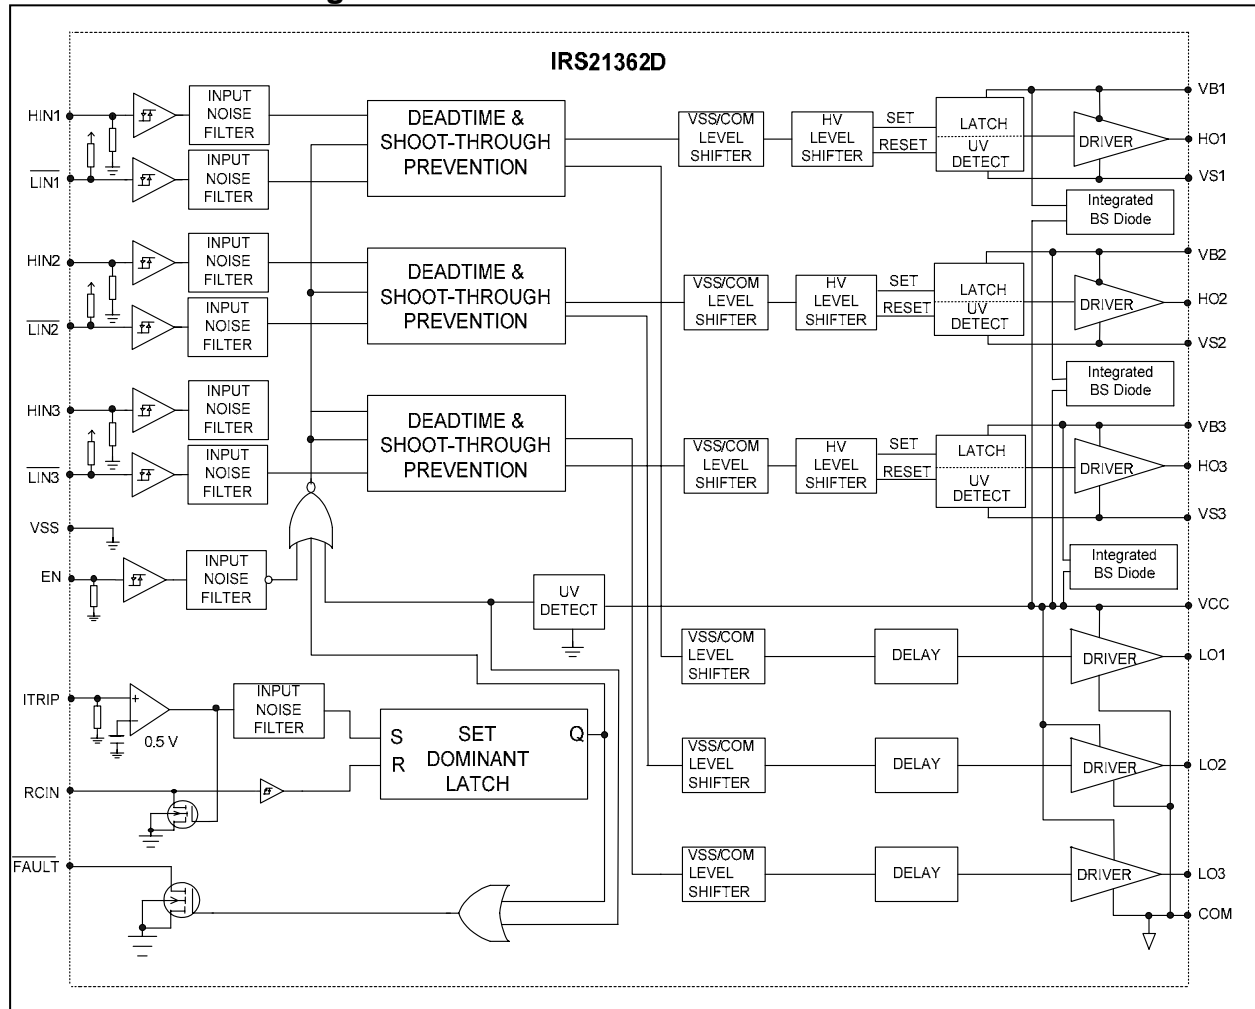 IRS21362D
HIN1
INPUT
NOISE
FILTER
DEADTIME &
SHOOT-THROUGH
PREVENTION
VSS/COM
LEVEL
SHIFTER
HV
LEVEL
SHIFTER
SET
RESET
LATCH
UV
DETECT
DRIVER
VB1
HO1
VS1
LIN1
INPUT
NOISE
FILTER
Integrated
BS Diode
HIN2
INPUT
NOISE
FILTER
DEADTIME &
SHOOT-THROUGH
PREVENTION
VSS/COM
LEVEL
SHIFTER
HV
LEVEL
SHIFTER
SET
RESET
LATCH
UV
DETECT
DRIVER
VB2
HO2
VS2
LIN2
INPUT
NOISE
FILTER
Integrated
BS Diode
HIN3
INPUT
NOISE
FILTER
DEADTIME &
SHOOT-THROUGH
PREVENTION
VSS/COM
LEVEL
SHIFTER
HV
LEVEL
SHIFTER
SET
RESET
LATCH
UV
DETECT
DRIVER
VB3
HO3
VS3
LIN3
INPUT
NOISE
FILTER
VSS
Integrated
BS Diode
EN
INPUT
NOISE
FILTER
UV
DETECT
VCC
VSS/COM
LEVEL
SHIFTER
DELAY
DRIVER
LO1
ITRIP
+
−
0.5 V
INPUT
NOISE
FILTER
S
R
SET
DOMINANT
LATCH
Q
VSS/COM
LEVEL
SHIFTER
DELAY
DRIVER
LO2
RCIN
FAULT
VSS/COM
LEVEL
SHIFTER
DELAY
DRIVER
LO3
COM